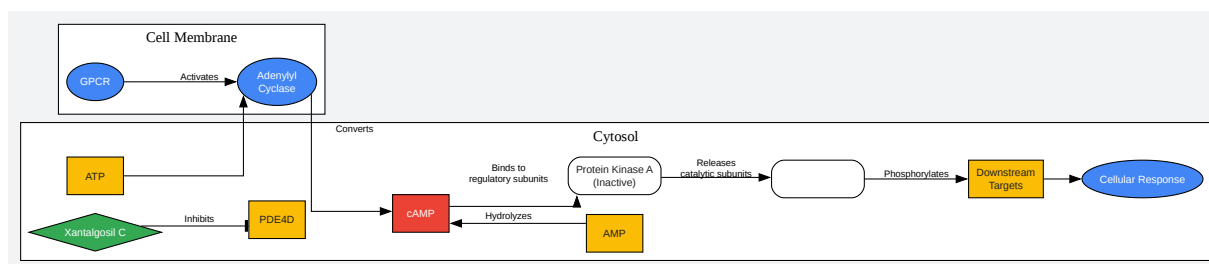 Cell Membrane
GPCR
Activates
Adenylyl
Cyclase
Converts
Cytosol
ATP
Xantalgosil C
Inhibits
PDE4D
cAMP
Binds to
regulatory subunits
Hydrolyzes
AMP
Protein Kinase A
(Inactive)
Releases
catalytic subunits
Phosphorylates
Downstream
Targets
Cellular Response